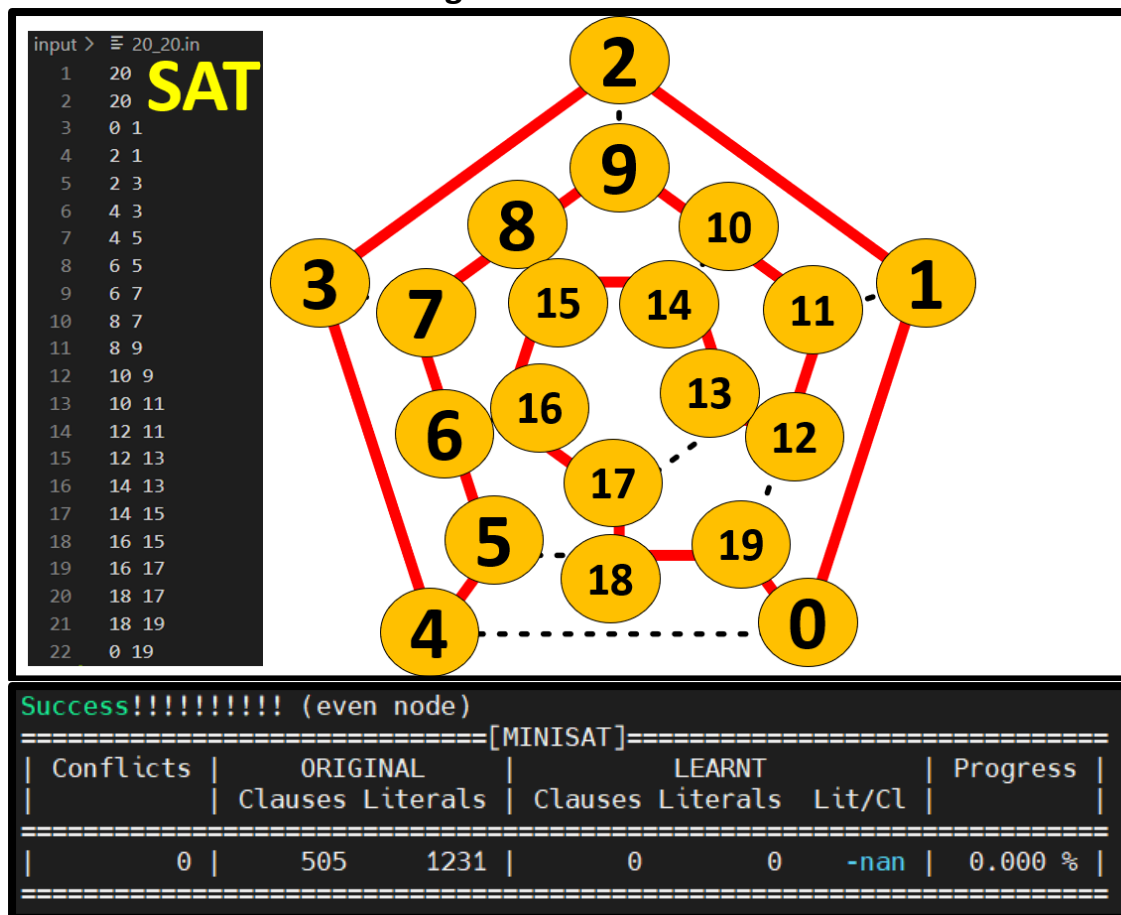 input > 20_20.in
1 20
SAT
2 20
3 0 1
4 2 1
5 2 3
6 4 3
7 4 5
8 6 5
9 6 7
10 8 7
11 8 9
12 10 9
13 10 11
14 12 11
15 12 13
16 14 13
17 14 15
18 16 15
19 16 17
20 18 17
21 18 19
22 0 19
2
9
8
10
3
7
15
14
11
1
16
13
6
12
17
5
19
18
4
0
Success!!!!!!!!!! (even node)
==============================[MINISAT]===============================
| Conflicts | ORIGINAL | LEARNT | Progress |
| | Clauses Literals | Clauses Literals Lit/Cl | |
======================================================================
| 0 | 505 1231 | 0 0 -nan | 0.000 % |
======================================================================